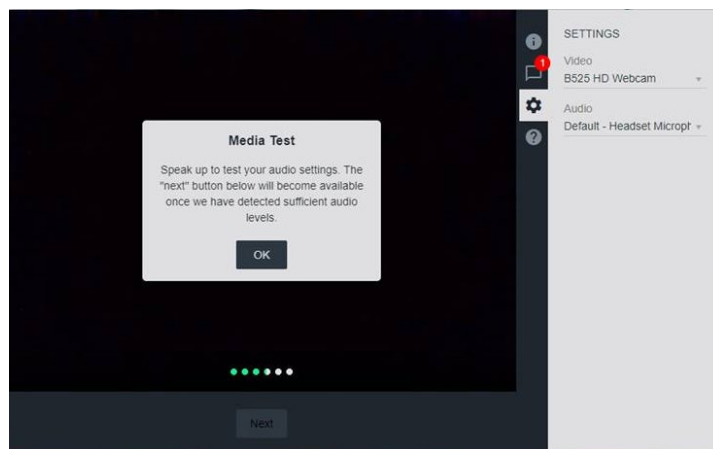 Media Test
Speak up to test your audio settings. The
"next" button below will become available
once we have detected sufficient audio
levels.
OK
Next
1
SETTINGS
Video
B525 HD Webcam
Audio
Default - Headset Microph